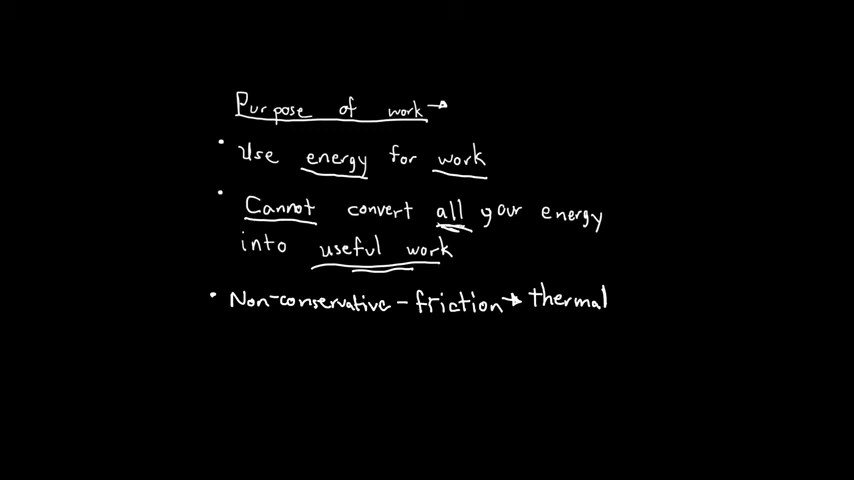 Purpose of work →
• Use energy for work
• Cannot convert all your energy
into useful work
• Non-conservative - friction → thermal